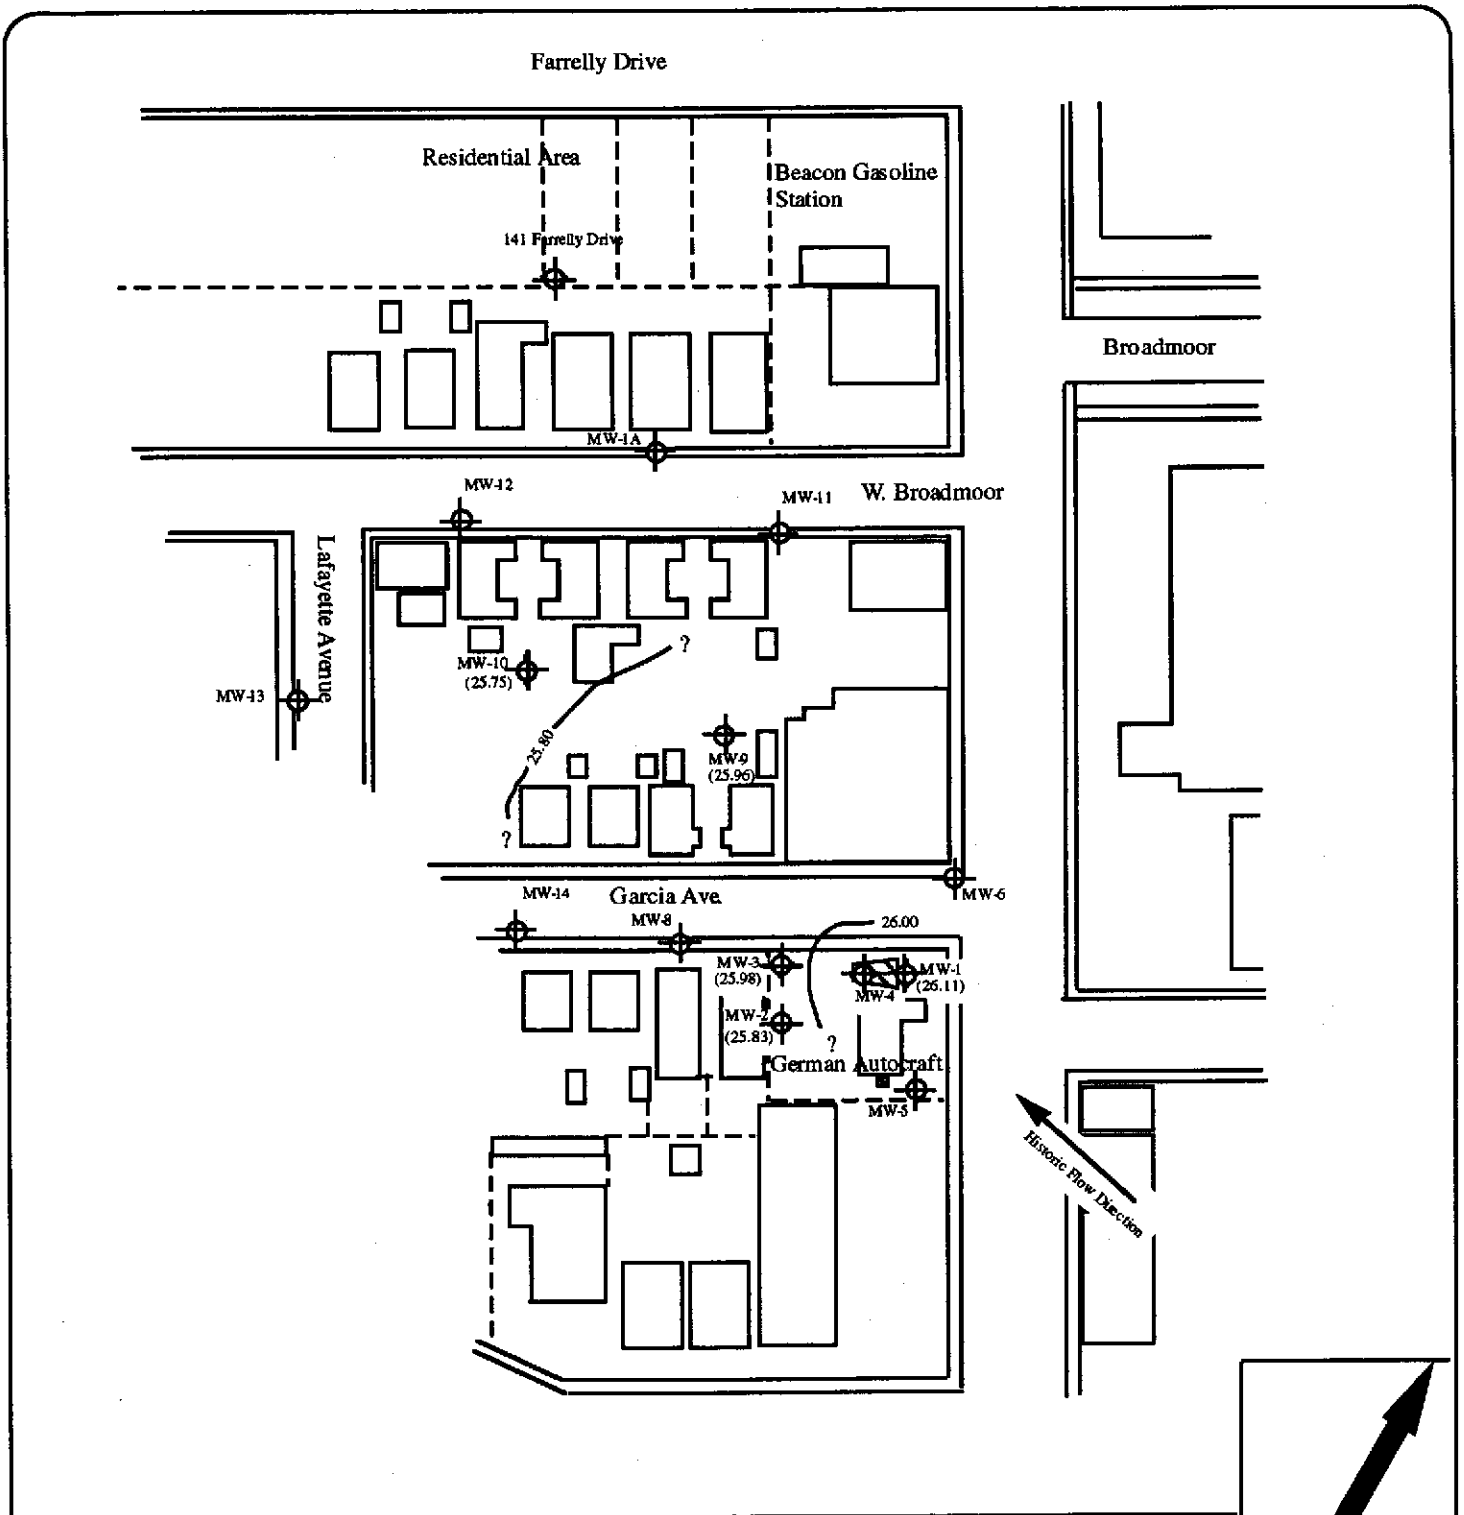 Farrelly Drive
Residential Area
Beacon Gasoline
Station
141 Farrelly Drive
Broadmoor
MW-1A
MW-12
MW-11
W. Broadmoor
Lafayette Avenue
?
MW-10
(25.75)
MW-13
25.80
MW-9
(25.96)
?
MW-14
Garcia Ave.
MW-6
MW-8
26.00
MW-3
(25.98)
MW-1
(26.11)
MW-4
MW-2
(25.83)
?
German Autocraft
MW-5
Historic Flow Direction